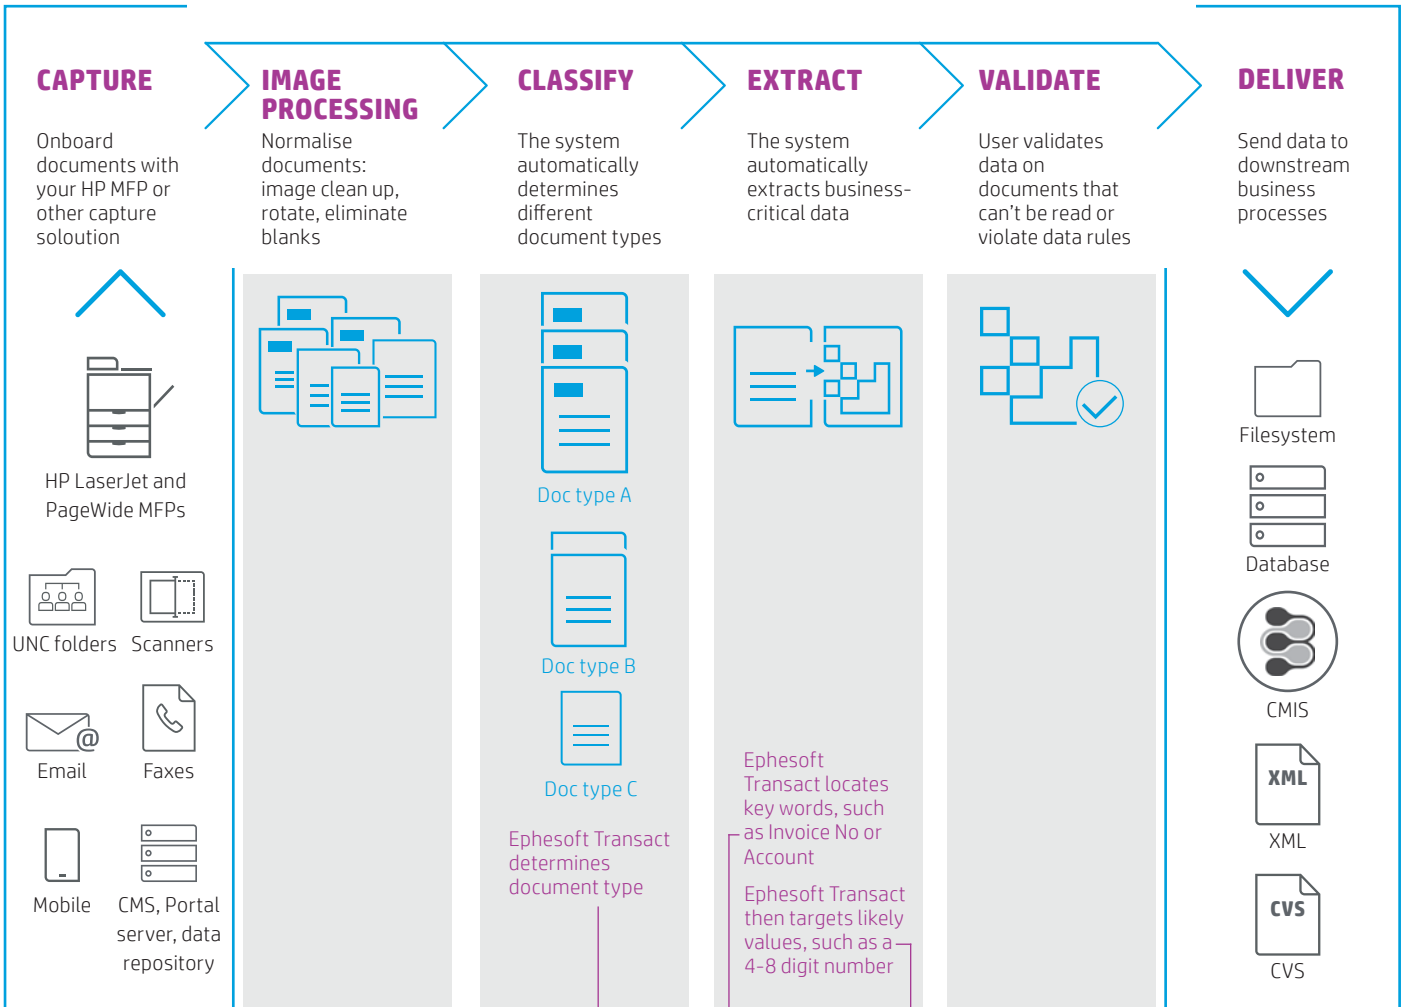 CAPTURE
Onboard
documents with
your HP MFP or
other capture
soloution
HP LaserJet and
PageWide MFPs
UNC folders
Scanners
@
Email
Faxes
Mobile
CMS, Portal
server, data
repository
IMAGE
PROCESSING
Normalise
documents:
image clean up,
rotate, eliminate
blanks
CLASSIFY
The system
automatically
determines
different
document types
Doc type A
Doc type B
Doc type C
Ephesoft Transact
determines
document type
EXTRACT
The system
automatically
extracts business-
critical data
Ephesoft
Transact locates
key words, such
as Invoice No or
Account
Ephesoft Transact
then targets likely
values, such as a
4-8 digit number
VALIDATE
User validates
data on
documents that
can't be read or
violate data rules
DELIVER
Send data to
downstream
business
processes
Filesystem
Database
CMIS
XML
XML
CVS
CVS